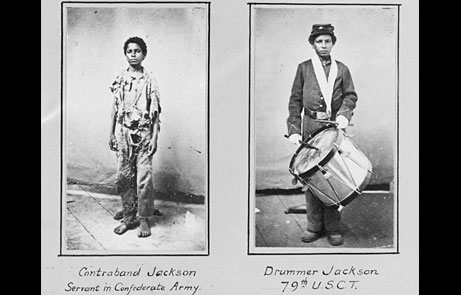 Contraband Jackson
Servant in Confederate Army.
Drummer Jackson
79th U.S.C.T.